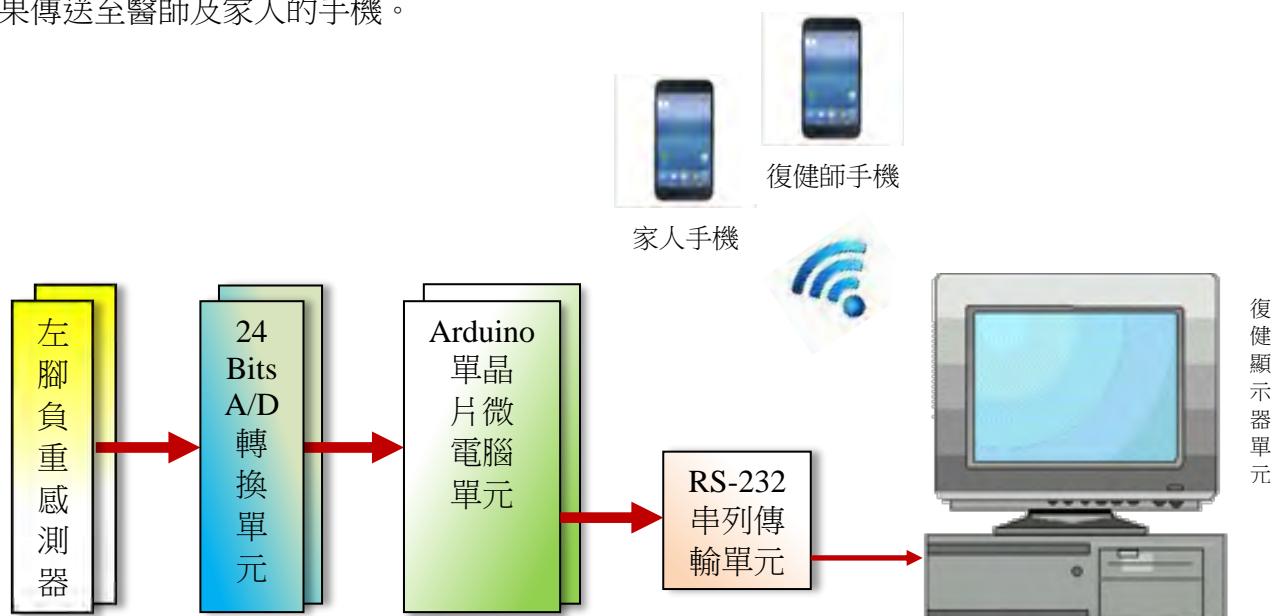 果傳送至醫師及家人的手機。
復健師手機
家人手機
左
腳
負
重
感
測
器
24
Bits
A/D
轉
換
單
元
Arduino
單晶
片微
電腦
單元
RS-232
串列傳
輸單元
復
健
顯
示
器
單
元